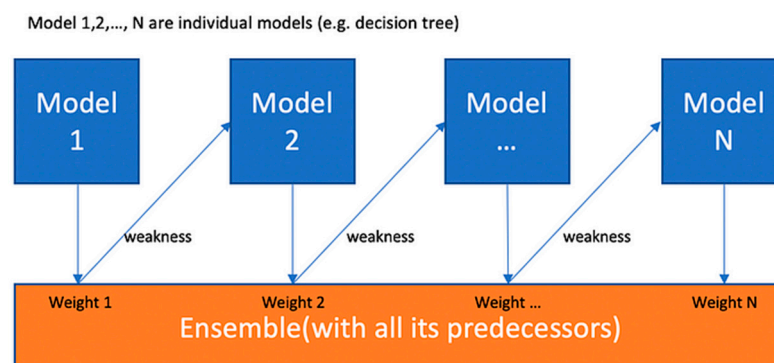 Model 1,2,..., N are individual models (e.g. decision tree)
Model
1
Model
2
Model
...
Model
N
weakness
weakness
weakness
Weight 1
Weight 2
Weight ...
Weight N
Ensemble(with all its predecessors)